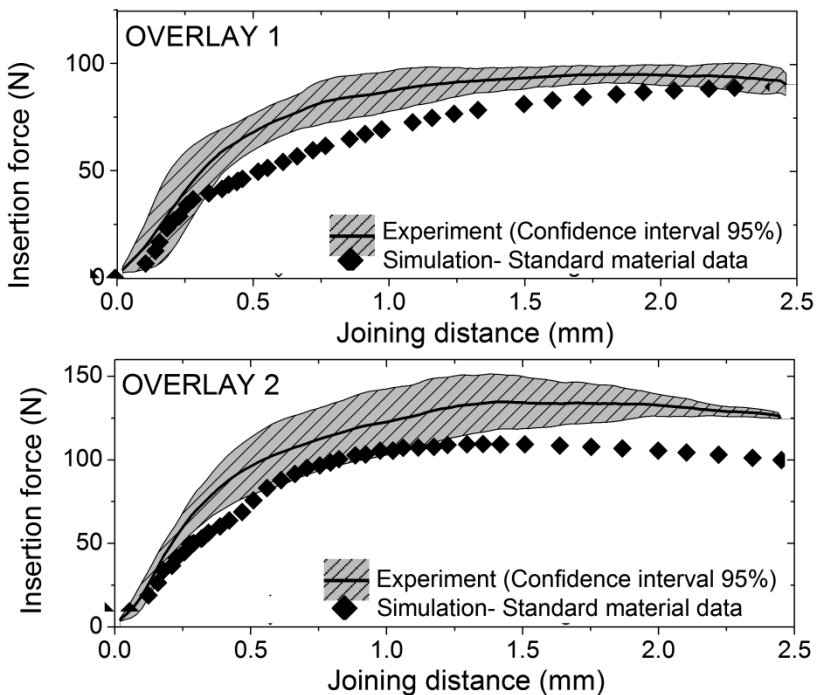 OVERLAY 1
Insertion force (N)
100
50
0
Experiment (Confidence interval 95%)
Simulation- Standard material data
0.0 0.5 1.0 1.5 2.0 2.5
Joining distance (mm)
OVERLAY 2
Insertion force (N)
150
100
50
0
Experiment (Confidence interval 95%)
Simulation- Standard material data
0.0 0.5 1.0 1.5 2.0 2.5
Joining distance (mm)